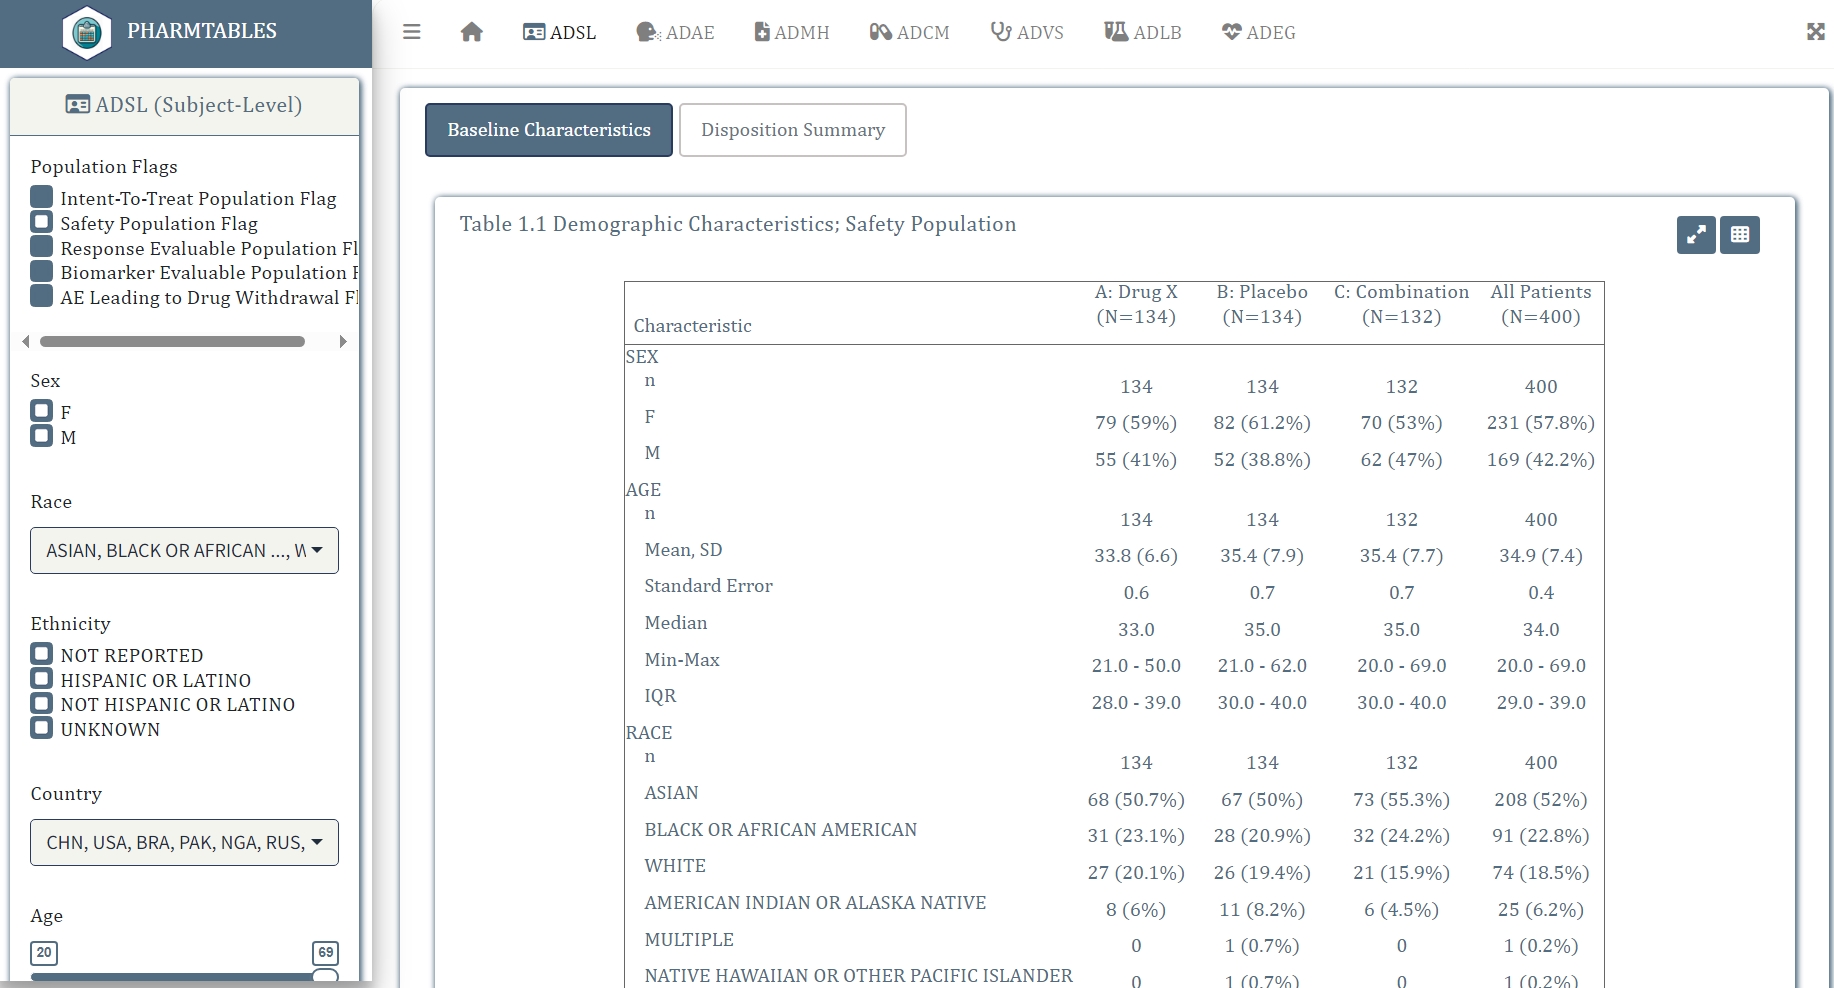 PHARMTABLES
ADSL ADAE ADMH ADCM ADVS ADLB ADEG
ADSL (Subject-Level)
Population Flags
Intent-To-Treat Population Flag
Safety Population Flag
Response Evaluable Population Fl
Biomarker Evaluable Population F
AE Leading to Drug Withdrawal Fl
Sex
F
M
Race
ASIAN, BLACK OR AFRICAN ..., W
Ethnicity
NOT REPORTED
HISPANIC OR LATINO
NOT HISPANIC OR LATINO
UNKNOWN
Country
CHN, USA, BRA, PAK, NGA, RUS,
Age
20 69
Baseline Characteristics Disposition Summary
Table 1.1 Demographic Characteristics; Safety Population
A: Drug X B: Placebo C: Combination All Patients
Characteristic (N=134) (N=134) (N=132) (N=400)
SEX
n 134 134 132 400
F 79 (59%) 82 (61.2%) 70 (53%) 231 (57.8%)
M 55 (41%) 52 (38.8%) 62 (47%) 169 (42.2%)
AGE
n 134 134 132 400
Mean, SD 33.8 (6.6) 35.4 (7.9) 35.4 (7.7) 34.9 (7.4)
Standard Error 0.6 0.7 0.7 0.4
Median 33.0 35.0 35.0 34.0
Min-Max 21.0 - 50.0 21.0 - 62.0 20.0 - 69.0 20.0 - 69.0
IQR 28.0 - 39.0 30.0 - 40.0 30.0 - 40.0 29.0 - 39.0
RACE
n 134 134 132 400
ASIAN 68 (50.7%) 67 (50%) 73 (55.3%) 208 (52%)
BLACK OR AFRICAN AMERICAN 31 (23.1%) 28 (20.9%) 32 (24.2%) 91 (22.8%)
WHITE 27 (20.1%) 26 (19.4%) 21 (15.9%) 74 (18.5%)
AMERICAN INDIAN OR ALASKA NATIVE 8 (6%) 11 (8.2%) 6 (4.5%) 25 (6.2%)
MULTIPLE 0 1 (0.7%) 0 1 (0.2%)
NATIVE HAWAIIAN OR OTHER PACIFIC ISLANDER 0 1 (0.7%) 0 1 (0.2%)